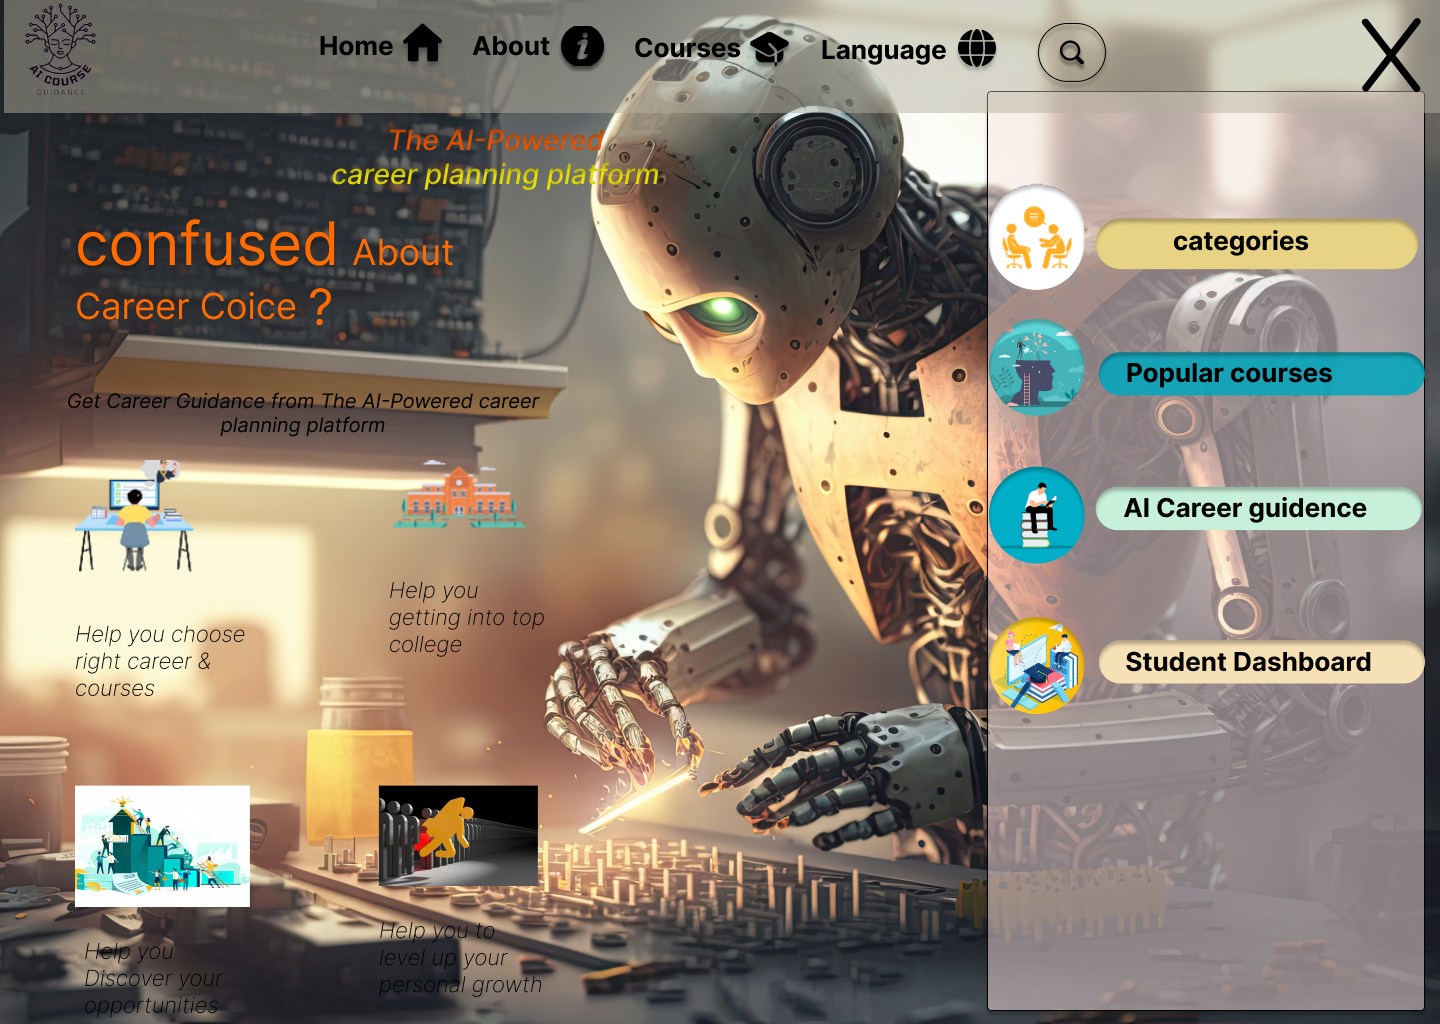 AI COURSE
GUIDANCE
Home
About
Courses
Language
X
The AI-Powered
career planning platform
confused About
Career Coice ?
Get Career Guidance from The AI-Powered career
planning platform
Help you choose
right career &
courses
Help you
getting into top
college
Help you
Discover your
opportunities
Help you to
level up your
personal growth
categories
Popular courses
AI Career guidence
Student Dashboard